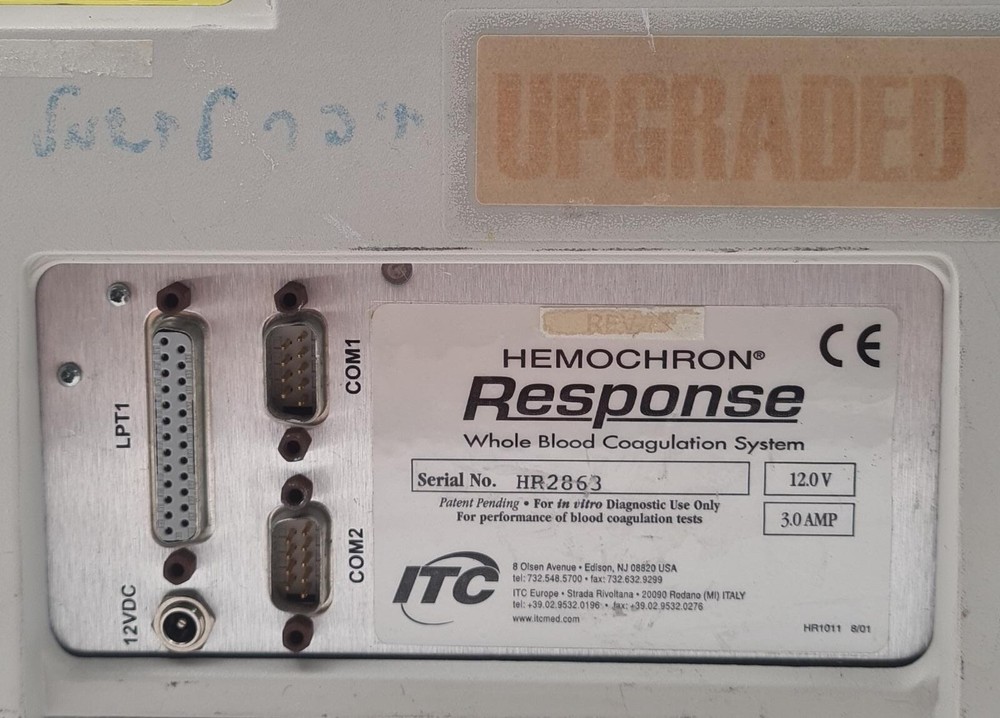 UPGRADED
LPT1
COM1
COM2
12VDC
HEMOCHRON®
Response
Whole Blood Coagulation System
Serial No. HR2863
12.0 V
3.0 AMP
Patent Pending • For in vitro Diagnostic Use Only
For performance of blood coagulation tests
CE
ITC
8 Olsen Avenue • Edison, NJ 08820 USA
tel: 732.548.5700 • fax: 732.632.9299
ITC Europe • Strada Rivoltana • 20090 Rodano (MI) ITALY
tel: +39.02.9532.0196 • fax: +39.02.9532.0276
www.itcmed.com
HR1011 8/01